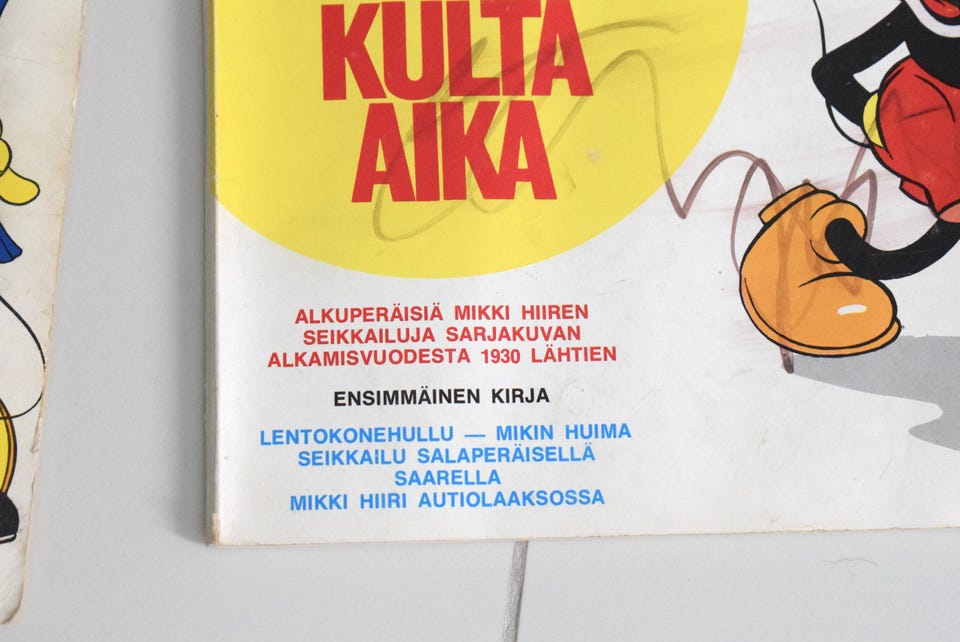 KULTA
AIKA
ALKUPERÄISIÄ MIKKI HIIREN
SEIKKAILUJA SARJAKUVAN
ALKAMISVUODESTA 1930 LÄHTIEN
ENSIMMÄINEN KIRJA
LENTOKONEHULLU — MIKIN HUIMA
SEIKKAILU SALAPERÄISELLÄ
SAARELLA
MIKKI HIIRI AUTIOLAAKSOSSA